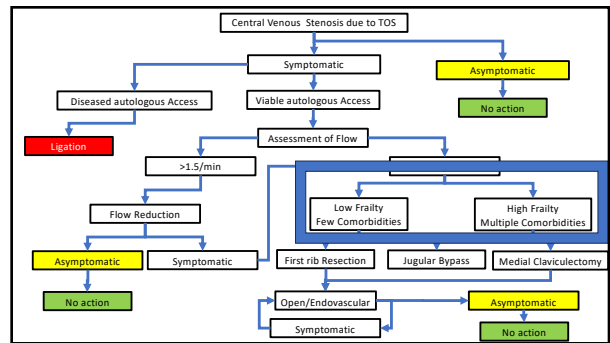 Central Venous Stenosis due to TOS
Symptomatic
Asymptomatic
Diseased autologous Access
Viable autologous Access
No action
Ligation
Assessment of Flow
>1.5/min
Low Frailty
Few Comorbidities
High Frailty
Multiple Comorbidities
Flow Reduction
Asymptomatic
Symptomatic
First rib Resection
Jugular Bypass
Medial Claviculectomy
No action
Open/Endovascular
Asymptomatic
Symptomatic
No action